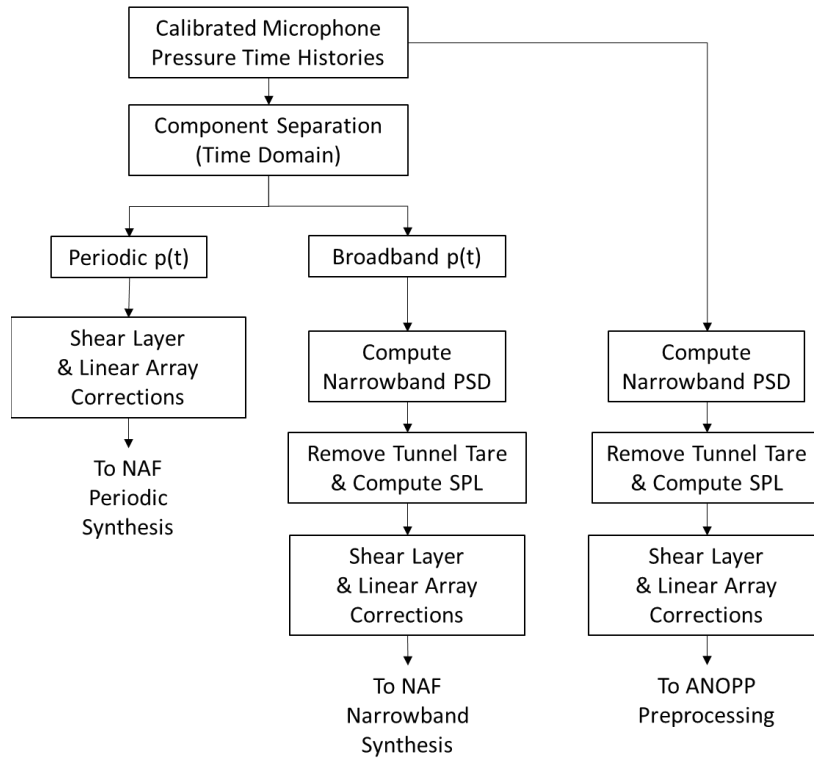 Calibrated Microphone
Pressure Time Histories
Component Separation
(Time Domain)
Periodic p(t)
Shear Layer
& Linear Array
Corrections
To NAF
Periodic
Synthesis
Broadband p(t)
Compute
Narrowband PSD
Remove Tunnel Tare
& Compute SPL
Shear Layer
& Linear Array
Corrections
To NAF
Narrowband
Synthesis
Compute
Narrowband PSD
Remove Tunnel Tare
& Compute SPL
Shear Layer
& Linear Array
Corrections
To ANOPP
Preprocessing